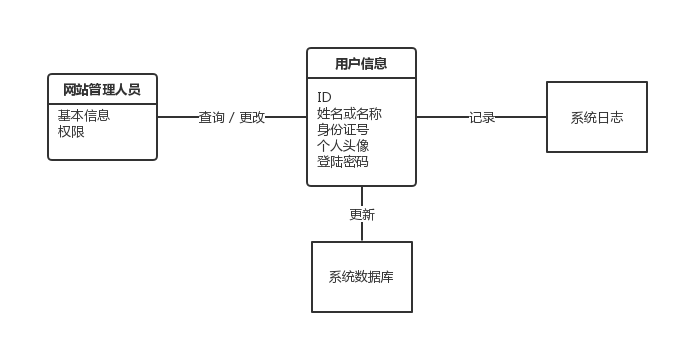 网站管理人员
基本信息
权限
查询 / 更改
用户信息
ID
姓名或名称
身份证号
个人头像
登陆密码
记录
系统日志
更新
系统数据库